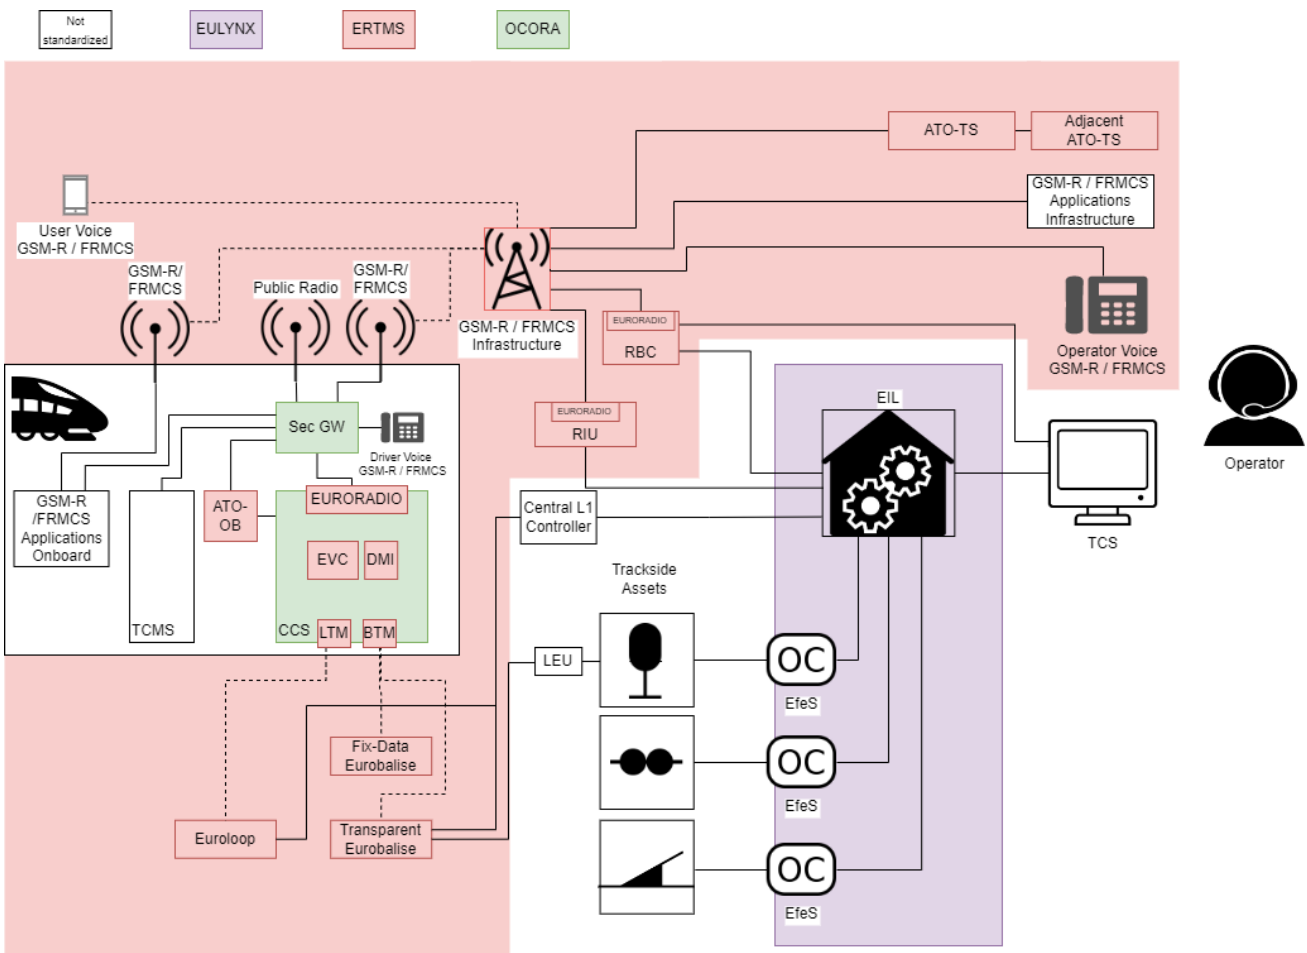 Not
standardized
EULYNX
ERTMS
OCORA
ATO-TS
Adjacent
ATO-TS
GSM-R / FRMCS
Applications
Infrastructure
User Voice
GSM-R / FRMCS
GSM-R/
FRMCS
Public Radio
GSM-R/
FRMCS
GSM-R / FRMCS
Infrastructure
EURORADIO
RBC
Operator Voice
GSM-R / FRMCS
EURORADIO
RIU
EIL
Operator
Sec GW
Driver Voice
GSM-R / FRMCS
GSM-R
/FRMCS
Applications
Onboard
TCMS
ATO-
OB
EURORADIO
EVC
DMI
CCS
LTM
BTM
Central L1
Controller
TCS
Trackside
Assets
LEU
OC
EfeS
OC
EfeS
OC
EfeS
Fix-Data
Eurobalise
Euroloop
Transparent
Eurobalise